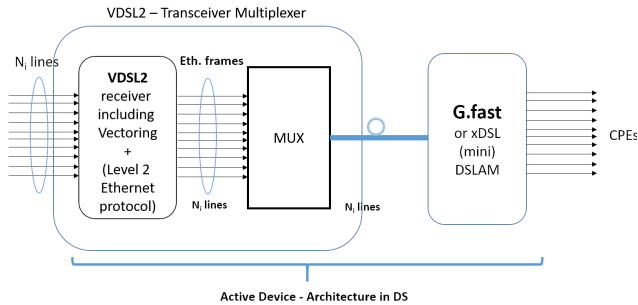 VDSL2 – Transceiver Multiplexer
Ni lines
VDSL2
receiver
including
Vectoring
+
(Level 2
Ethernet
protocol)
Eth. frames
Ni lines
MUX
Ni lines
G.fast
or xDSL
(mini)
DSLAM
CPEs
Active Device - Architecture in DS